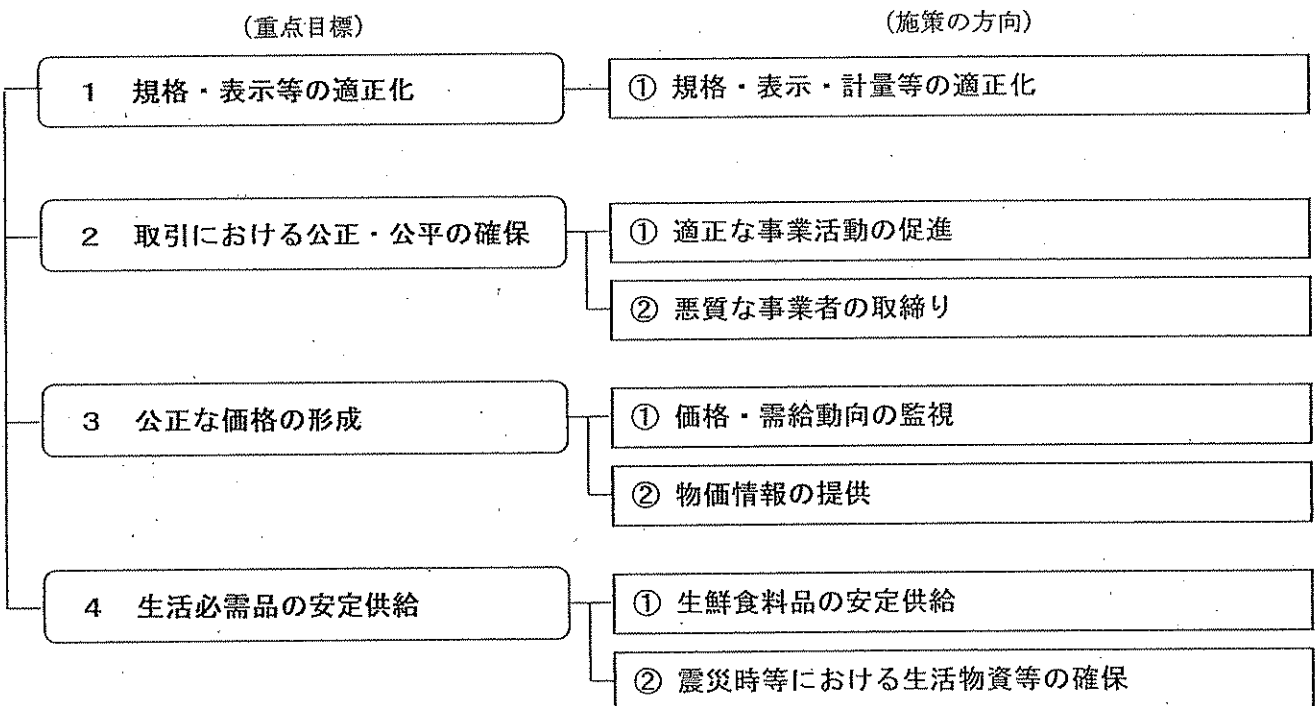 (重点目標)
(施策の方向)
1 規格・表示等の適正化
① 規格・表示・計量等の適正化
2 取引における公正・公平の確保
① 適正な事業活動の促進
② 悪質な事業者の取締り
3 公正な価格の形成
① 価格・需給動向の監視
② 物価情報の提供
4 生活必需品の安定供給
① 生鮮食料品の安定供給
② 震災時等における生活物資等の確保